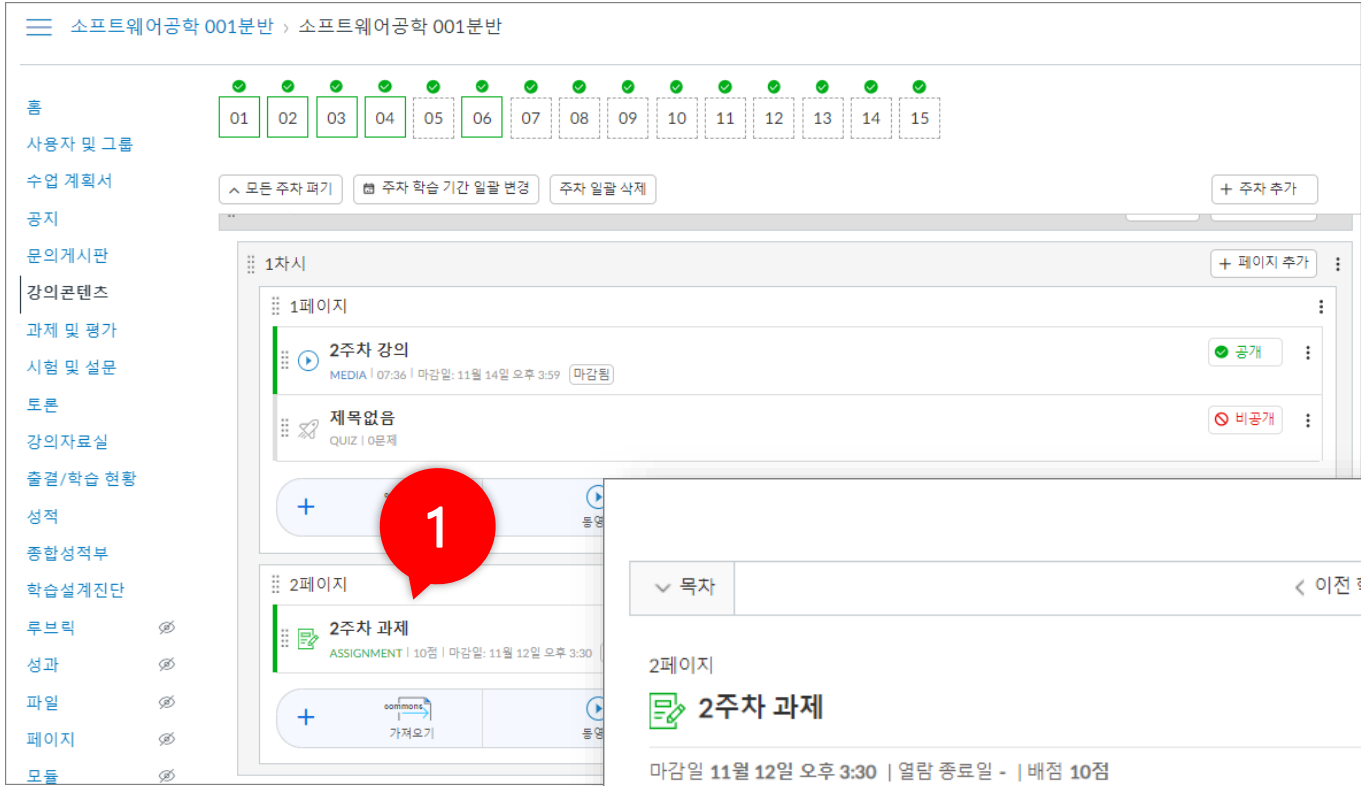 소프트웨어공학 001분반 › 소프트웨어공학 001분반
01 02 03 04 05 06 07 08 09 10 11 12 13 14 15
모든 주차 펴기 주차 학습 기간 일괄 변경 주차 일괄 삭제 + 주차 추가
홈
사용자 및 그룹
수업 계획서
공지
문의게시판
강의콘텐츠
과제 및 평가
시험 및 설문
토론
강의자료실
출결/학습 현황
성적
종합성적부
학습설계진단
루브릭
성과
파일
페이지
모듈
1차시 + 페이지 추가
1페이지
2주차 강의 공개
MEDIA | 07:36 | 마감일: 11월 14일 오후 3:59 마감됨
제목없음 비공개
QUIZ | 0문제
+
1
2페이지
2주차 과제
ASSIGNMENT | 10점 | 마감일: 11월 12일 오후 3:30
+ commons
가져오기
목차 이전
2페이지
2주차 과제
마감일 11월 12일 오후 3:30 | 열람 종료일 - | 배점 10점